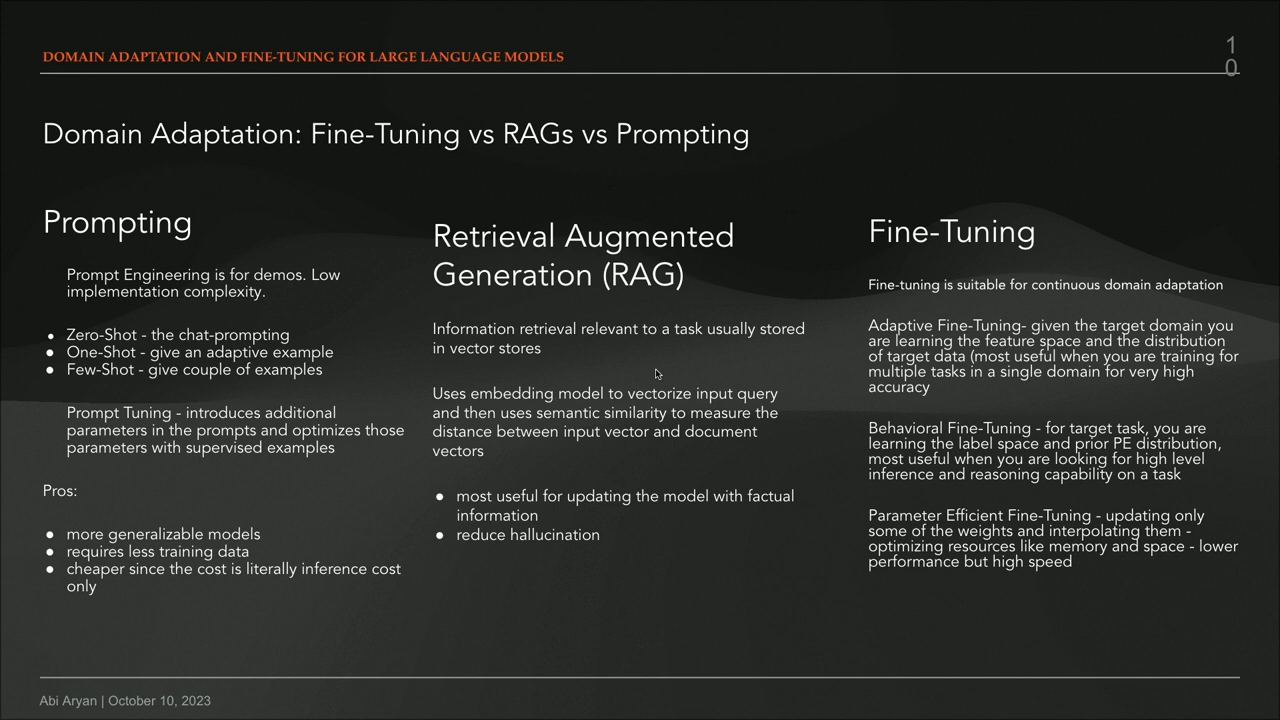 DOMAIN ADAPTATION AND FINE-TUNING FOR LARGE LANGUAGE MODELS
1
0
Domain Adaptation: Fine-Tuning vs RAGs vs Prompting
Prompting
Prompt Engineering is for demos. Low
implementation complexity.
● Zero-Shot - the chat-prompting
● One-Shot - give an adaptive example
● Few-Shot - give couple of examples
Prompt Tuning - introduces additional
parameters in the prompts and optimizes those
parameters with supervised examples
Pros:
● more generalizable models
● requires less training data
● cheaper since the cost is literally inference cost
only
Retrieval Augmented
Generation (RAG)
Information retrieval relevant to a task usually stored
in vector stores
Uses embedding model to vectorize input query
and then uses semantic similarity to measure the
distance between input vector and document
vectors
● most useful for updating the model with factual
information
● reduce hallucination
Fine-Tuning
Fine-tuning is suitable for continuous domain adaptation
Adaptive Fine-Tuning- given the target domain you
are learning the feature space and the distribution
of target data (most useful when you are training for
multiple tasks in a single domain for very high
accuracy
Behavioral Fine-Tuning - for target task, you are
learning the label space and prior PE distribution,
most useful when you are looking for high level
inference and reasoning capability on a task
Parameter Efficient Fine-Tuning - updating only
some of the weights and interpolating them -
optimizing resources like memory and space - lower
performance but high speed
Abi Aryan | October 10, 2023